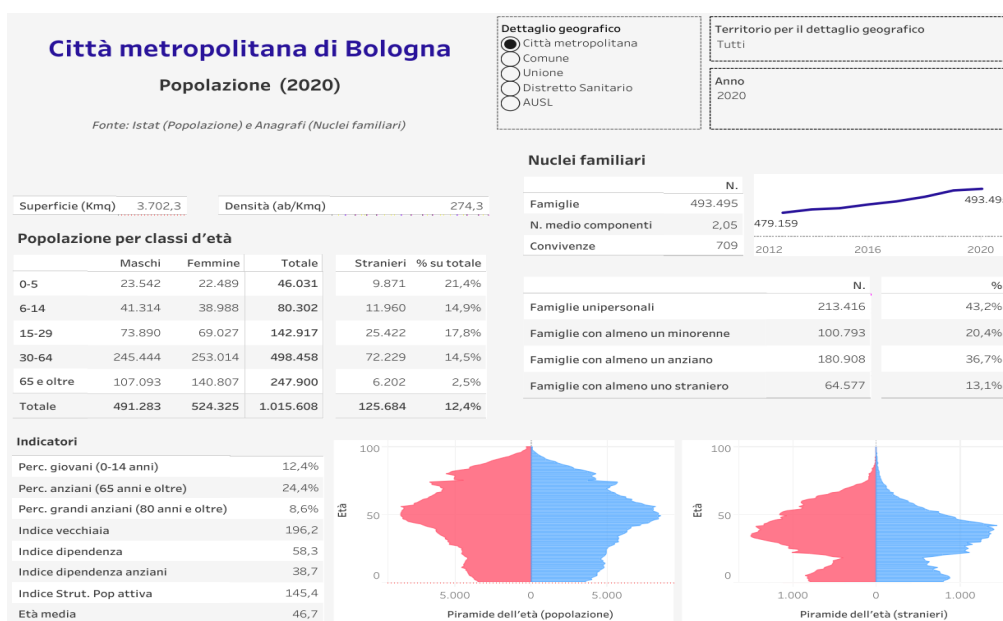 Città metropolitana di Bologna
Popolazione (2020)
Fonte: Istat (Popolazione) e Anagrafi (Nuclei familiari)
Dettaglio geografico
Città metropolitana
Comune
Unione
Distretto Sanitario
AUSL
Territorio per il dettaglio geografico
Tutti
Anno
2020
Superficie (Kmq) 3.702,3
Densità (ab/Kmq) 274,3
Popolazione per classi d'età
Maschi Femmine Totale Stranieri % su totale
0-5 23.542 22.489 46.031 9.871 21,4%
6-14 41.314 38.988 80.302 11.960 14,9%
15-29 73.890 69.027 142.917 25.422 17,8%
30-64 245.444 253.014 498.458 72.229 14,5%
65 e oltre 107.093 140.807 247.900 6.202 2,5%
Totale 491.283 524.325 1.015.608 125.684 12,4%
Nuclei familiari
N.
Famiglie 493.495
N. medio componenti 2,05
Convivenze 709
479.159
493.49
2012 2016 2020
N. %
Famiglie unipersonali 213.416 43,2%
Famiglie con almeno un minorenne 100.793 20,4%
Famiglie con almeno un anziano 180.908 36,7%
Famiglie con almeno uno straniero 64.577 13,1%
Indicatori
Perc. giovani (0-14 anni) 12,4%
Perc. anziani (65 anni e oltre) 24,4%
Perc. grandi anziani (80 anni e oltre) 8,6%
Indice vecchiaia 196,2
Indice dipendenza 58,3
Indice dipendenza anziani 38,7
Indice Strut. Pop attiva 145,4
Età media 46,7
100
50
0
Età
5.000 0 5.000
Piramide dell'età (popolazione)
100
50
0
Età
1.000 0 1.000
Piramide dell'età (stranieri)